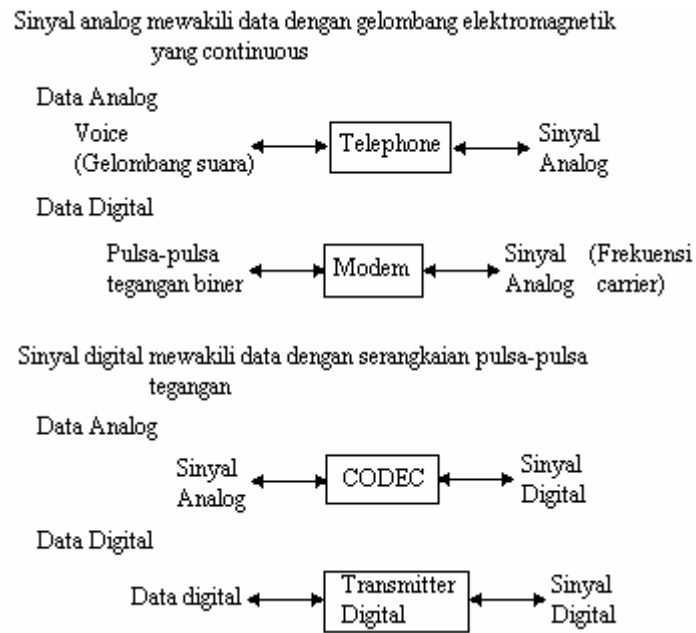 Sinyal analog mewakili data dengan gelombang elektromagnetik
yang continuous
Data Analog
Voice
(Gelombang suara)
Telephone
Sinyal
Analog
Data Digital
Pulsa-pulsa
tegangan biner
Modem
Sinyal (Frekuensi
Analog carrier)
Sinyal digital mewakili data dengan serangkaian pulsa-pulsa
tegangan
Data Analog
Sinyal
Analog
CODEC
Sinyal
Digital
Data Digital
Data digital
Transmitter
Digital
Sinyal
Digital